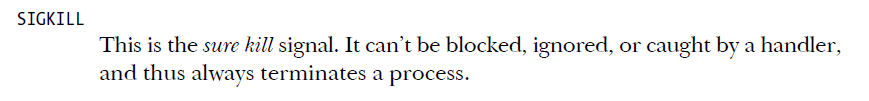 SIGKILL
This is the sure kill signal. It can’t be blocked, ignored, or caught by a handler,
and thus always terminates a process.